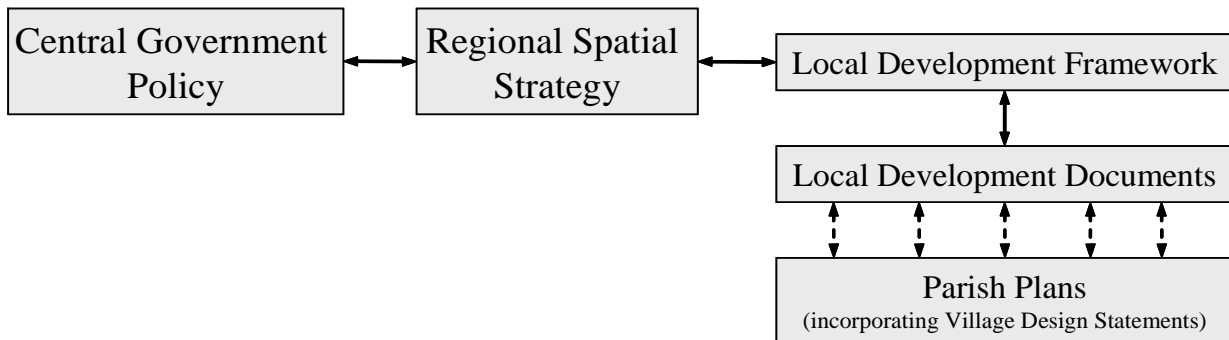 Central Government
Policy
Regional Spatial
Strategy
Local Development Framework
Local Development Documents
Parish Plans
(incorporating Village Design Statements)